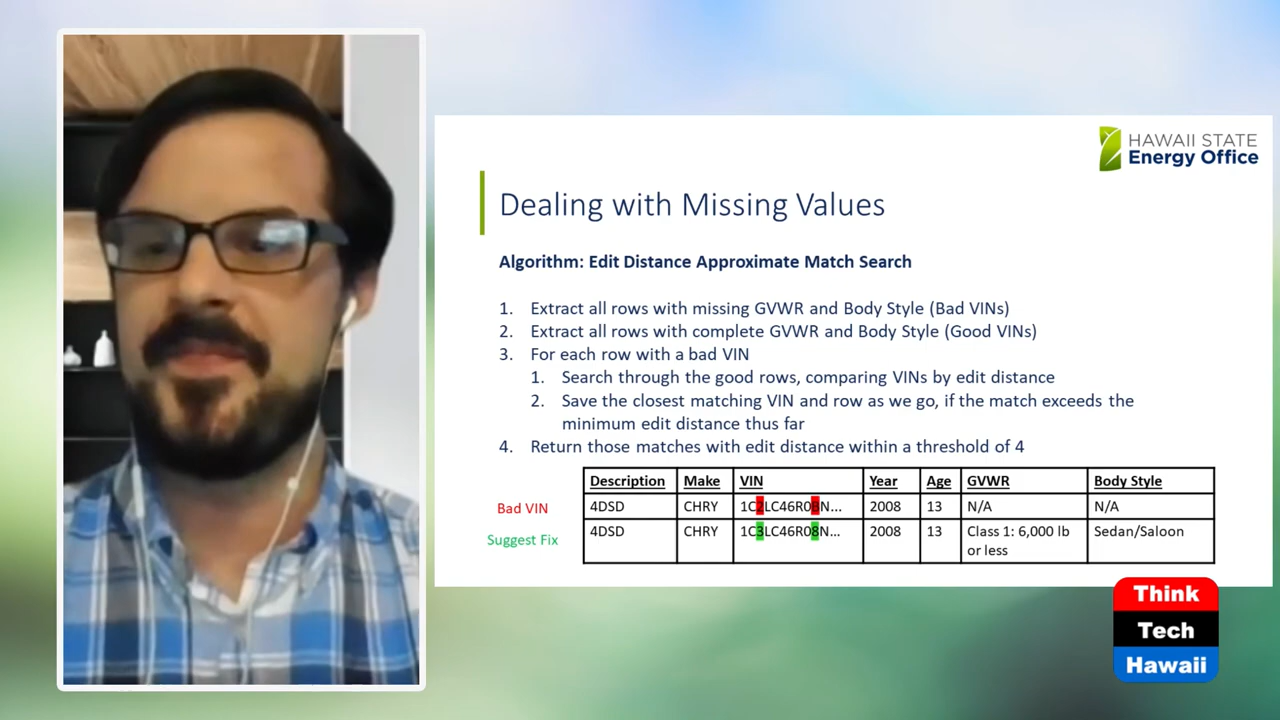 HAWAII STATE
Energy Office
Dealing with Missing Values
Algorithm: Edit Distance Approximate Match Search
1. Extract all rows with missing GVWR and Body Style (Bad VINs)
2. Extract all rows with complete GVWR and Body Style (Good VINs)
3. For each row with a bad VIN
1. Search through the good rows, comparing VINs by edit distance
2. Save the closest matching VIN and row as we go, if the match exceeds the
minimum edit distance thus far
4. Return those matches with edit distance within a threshold of 4
Description Make VIN Year Age GVWR Body Style
Bad VIN 4DSD CHRY 1C2LC46R0BN... 2008 13 N/A N/A
Suggest Fix 4DSD CHRY 1C3LC46R08N... 2008 13 Class 1: 6,000 lb Sedan/Saloon
or less
Think
Tech
Hawaii